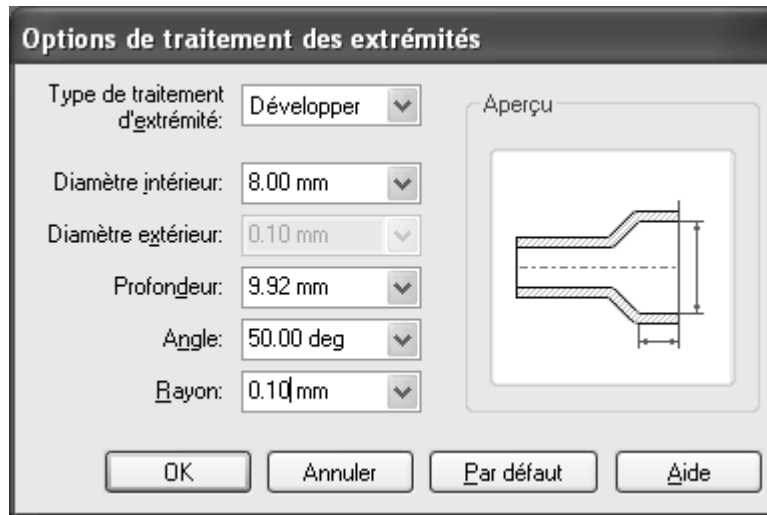 Options de traitement des extrémités
Type de traitement
d'extrémité:
Développer
Aperçu
Diamètre intérieur:
8.00 mm
Diamètre extérieur:
0.10 mm
Profondeur:
9.92 mm
Angle:
50.00 deg
Rayon:
0.10 mm
OK
Annuler
Par défaut
Aide